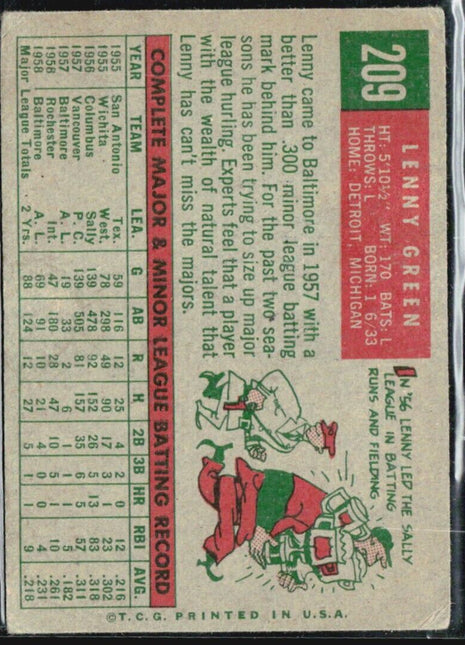 209
LENNY GREEN
HT: 5'10½" WT: 170 BATS: L
THROWS: L BORN: 1/6/33
HOME: DETROIT, MICHIGAN
IN '56 LENNY LED THE SALLY
LEAGUE IN BATTING
RUNS AND FIELDING
Lenny came to Baltimore in 1957 with a
better than .300 minor league batting
mark behind him. For the past two sea-
sons he has been trying to size up major
league hurling. Experts feel that a player
with the wealth of natural talent that
Lenny has can't miss the majors.
COMPLETE MAJOR & MINOR LEAGUE BATTING RECORD
YEAR TEAM LEA. G AB R H 2B 3B HR RBI AVG.
1955 San Antonio Tex. 59 116 12 25 4 2 0 12 .216
1955 Wichita West. 78 298 49 90 17 3 1 23 .302
1956 Columbus Sally 139 478 92 152 26 5 13 83 .318
1957 Vancouver P.C. 139 505 81 157 35 6 5 57 .311
1957 Baltimore A.L. 19 33 2 6 1 1 1 5 .182
1958 Rochester Int. 47 180 28 47 .261
1958 Baltimore A.L. 69 91 10 21 4 0 0 4 .231
Major League Totals 2 Yrs. 88 124 12 27 5 1 1 9 .218
©T.C.G. PRINTED IN U.S.A.